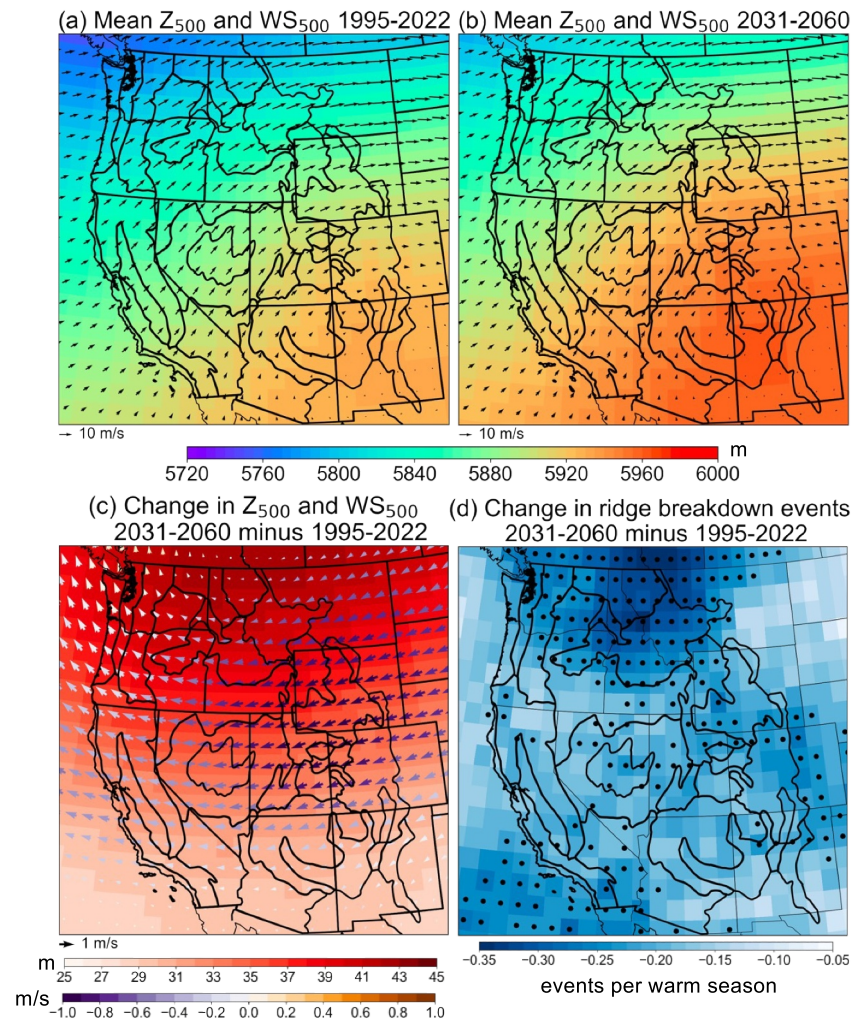 (a) Mean Z500 and WS500 1995-2022
(b) Mean Z500 and WS500 2031-2060
10 m/s
10 m/s
m
5720 5760 5800 5840 5880 5920 5960 6000
(c) Change in Z500 and WS500
2031-2060 minus 1995-2022
(d) Change in ridge breakdown events
2031-2060 minus 1995-2022
1 m/s
m
25 27 29 31 33 35 37 39 41 43 45
m/s
−1.0 −0.8 −0.6 −0.4 −0.2 0.0 0.2 0.4 0.6 0.8 1.0
−0.35 −0.30 −0.25 −0.20 −0.15 −0.10 −0.05
events per warm season